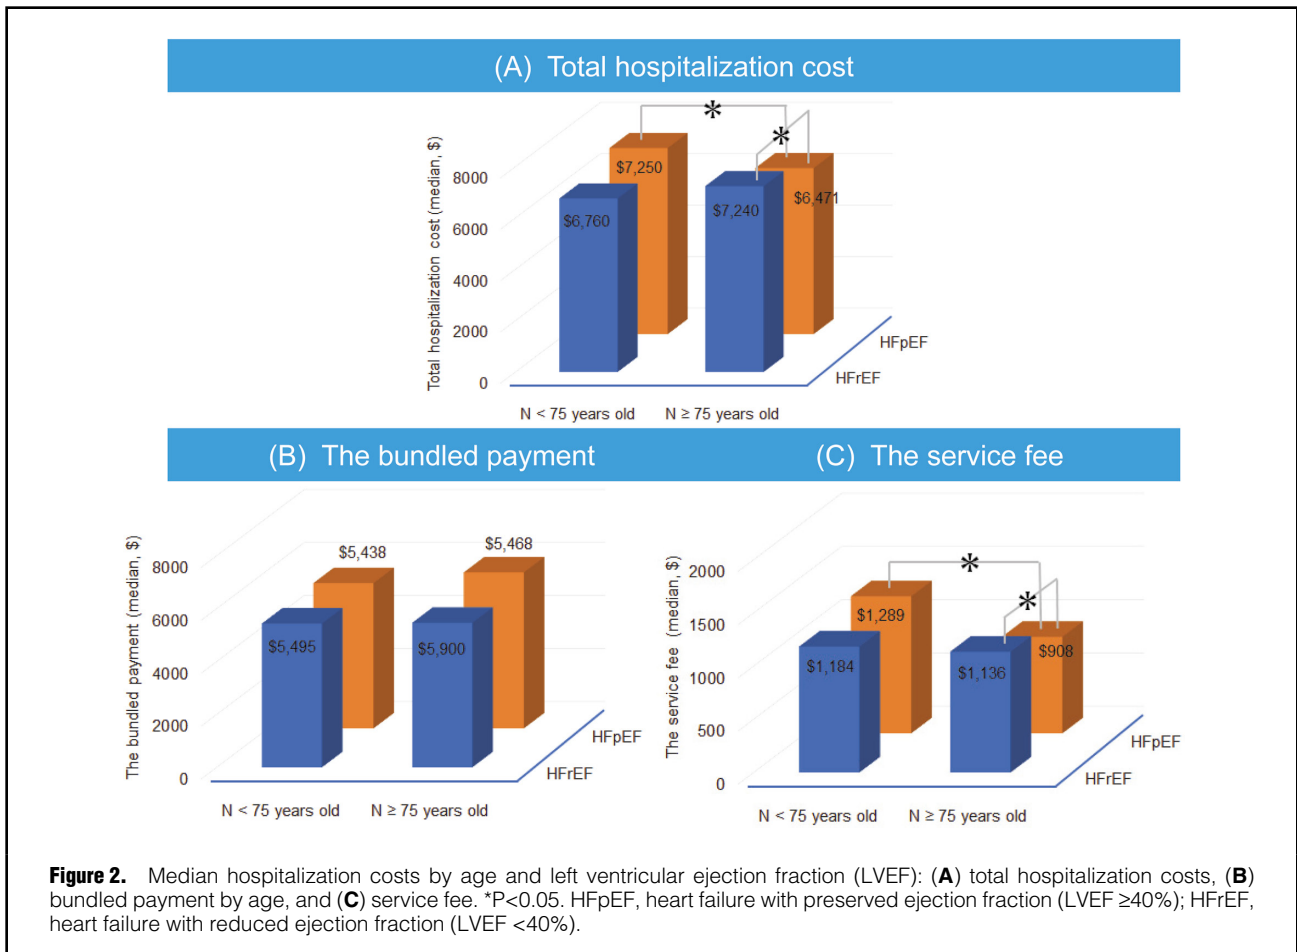 (A) Total hospitalization cost
Total hospitalization cost (median, $)
8000
6000
4000
2000
0
*
*
$7,250
$6,760
$7,240
$6,471
HFpEF
HFrEF
N < 75 years old
N ≥ 75 years old
(B) The bundled payment
The bundled payment (median, $)
8000
6000
4000
2000
0
$5,438
$5,468
$5,495
$5,900
HFpEF
HFrEF
N < 75 years old
N ≥ 75 years old
(C) The service fee
The service fee (median, $)
2000
1500
1000
500
0
*
*
$1,289
$1,184
$1,136
$908
HFpEF
HFrEF
N < 75 years old
N ≥ 75 years old
Figure 2. Median hospitalization costs by age and left ventricular ejection fraction (LVEF): (A) total hospitalization costs, (B)
bundled payment by age, and (C) service fee. *P<0.05. HFpEF, heart failure with preserved ejection fraction (LVEF ≥40%); HFrEF,
heart failure with reduced ejection fraction (LVEF <40%).